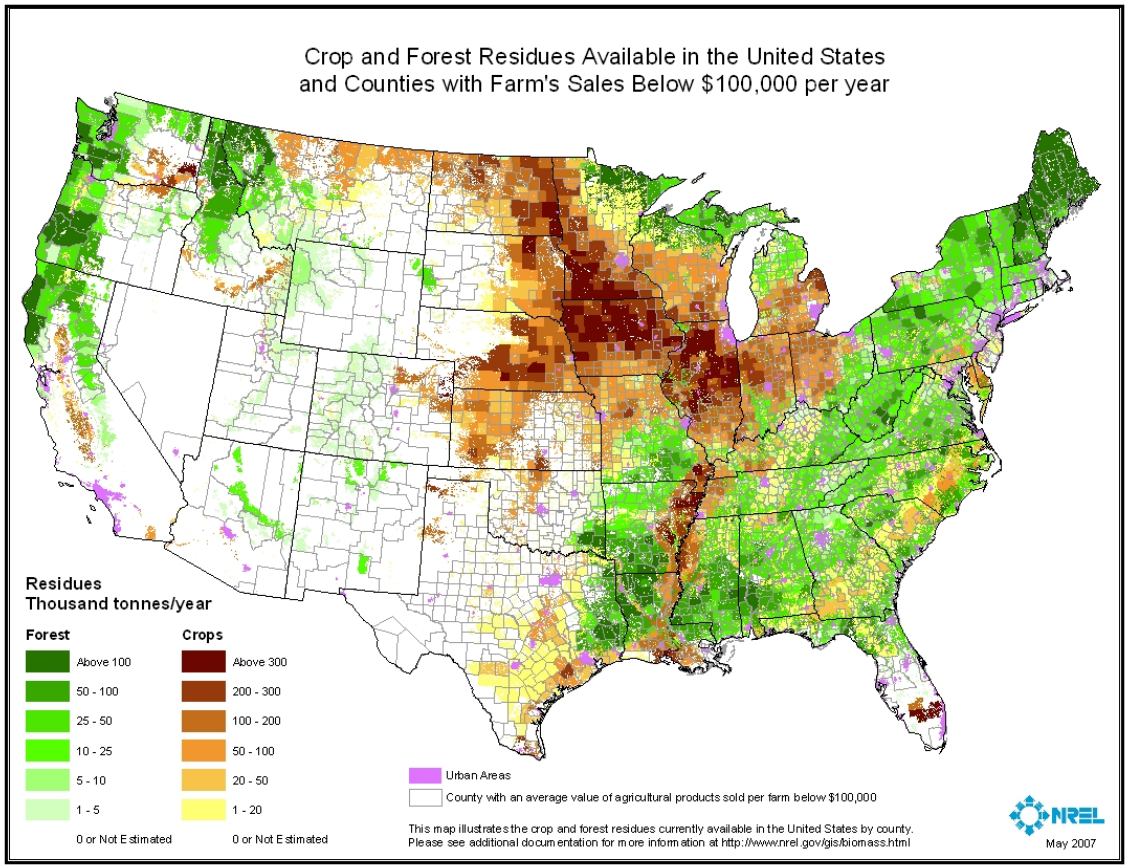 Crop and Forest Residues Available in the United States
and Counties with Farm's Sales Below $100,000 per year
Residues
Thousand tonnes/year
Forest Crops
Above 100 Above 300
50 - 100 200 - 300
25 - 50 100 - 200
10 - 25 50 - 100
5 - 10 20 - 50
1 - 5 1 - 20
0 or Not Estimated 0 or Not Estimated
Urban Areas
County with an average value of agricultural products sold per farm below $100,000
This map illustrates the crop and forest residues currently available in the United States by county.
Please see additional documentation for more information at http://www.nrel.gov/gis/biomass.html
NREL
May 2007